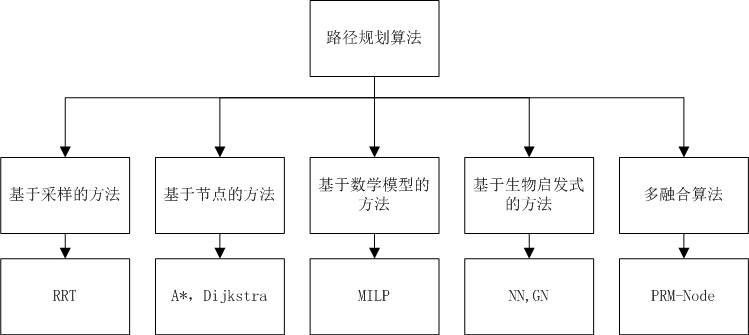 路径规划算法
基于采样的方法
基于节点的方法
基于数学模型的
方法
基于生物启发式
的方法
多融合算法
RRT
A*, Dijkstra
MILP
NN,GN
PRM-Node